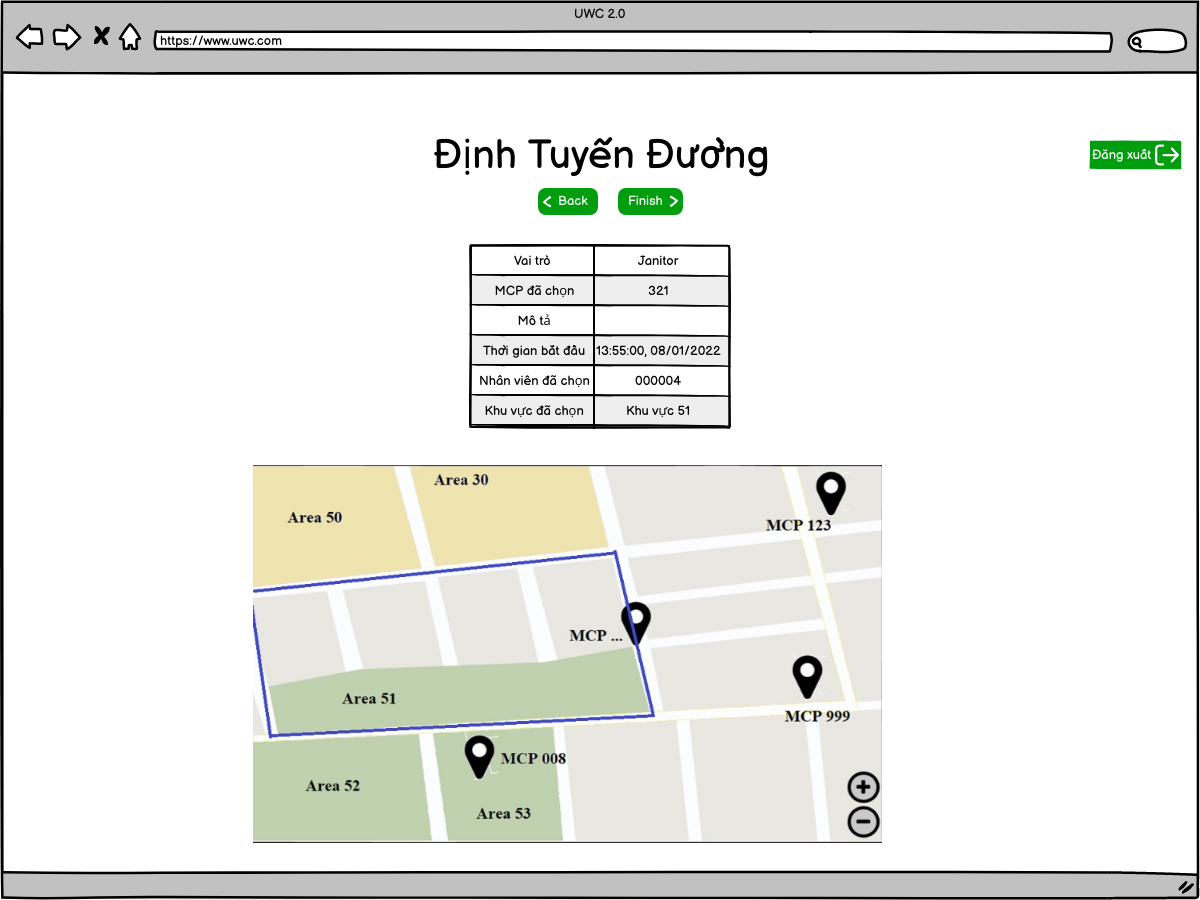 UWC 2.0
https://www.uwc.com
Định Tuyến Đường
Đăng xuất
Back
Finish
Vai trò
Janitor
MCP đã chọn
321
Mô tả
Thời gian bắt đầu
13:55:00, 08/01/2022
Nhân viên đã chọn
000004
Khu vực đã chọn
Khu vực 51
Area 30
Area 50
MCP 123
MCP ...
Area 51
MCP 999
MCP 008
Area 52
Area 53